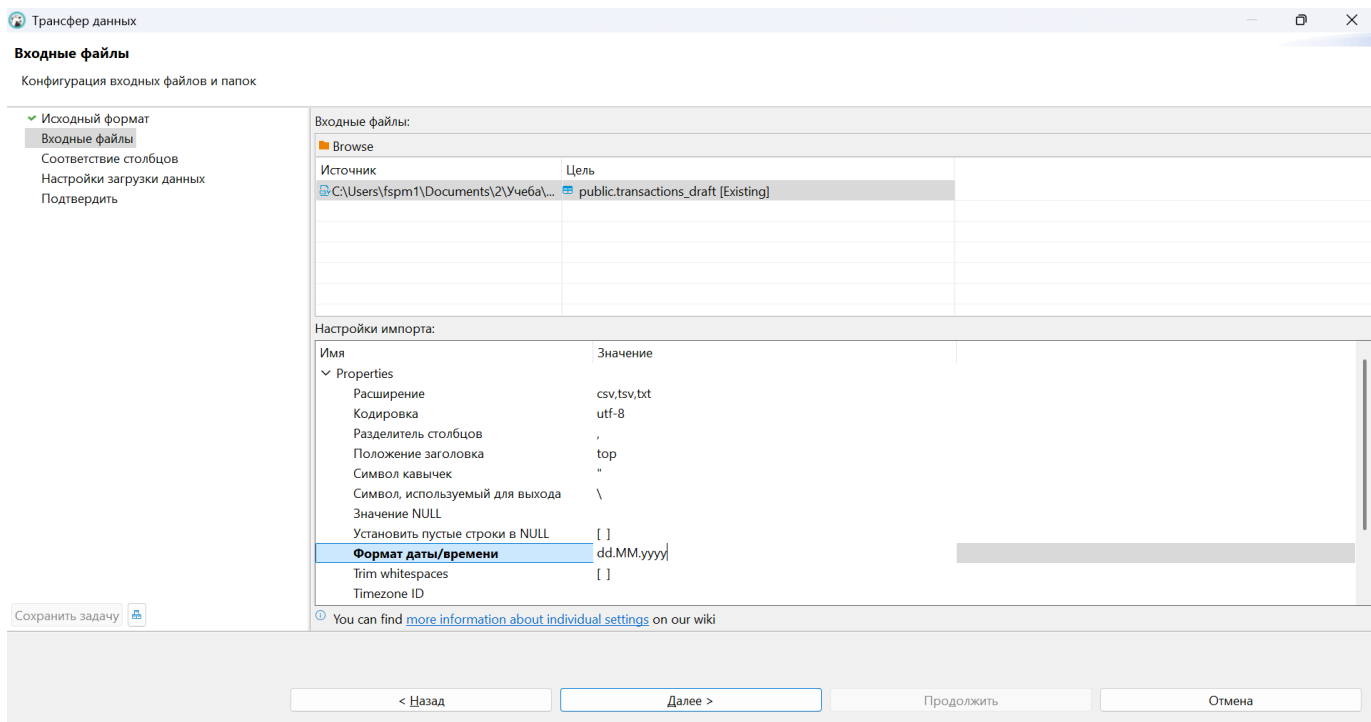 Трансфер данных
Входные файлы
Конфигурация входных файлов и папок
Исходный формат
Входные файлы
Соответствие столбцов
Настройки загрузки данных
Подтвердить
Входные файлы:
Browse
Источник Цель
C:\Users\fspm1\Documents\2\Учеба\... public.transactions_draft [Existing]
Настройки импорта:
Имя Значение
Properties
Расширение csv,tsv,txt
Кодировка utf-8
Разделитель столбцов ,
Положение заголовка top
Символ кавычек "
Символ, используемый для выхода \
Значение NULL
Установить пустые строки в NULL [ ]
Формат даты/времени dd.MM.yyyy
Trim whitespaces [ ]
Timezone ID
Сохранить задачу
You can find more information about individual settings on our wiki
< Назад Далее > Продолжить Отмена